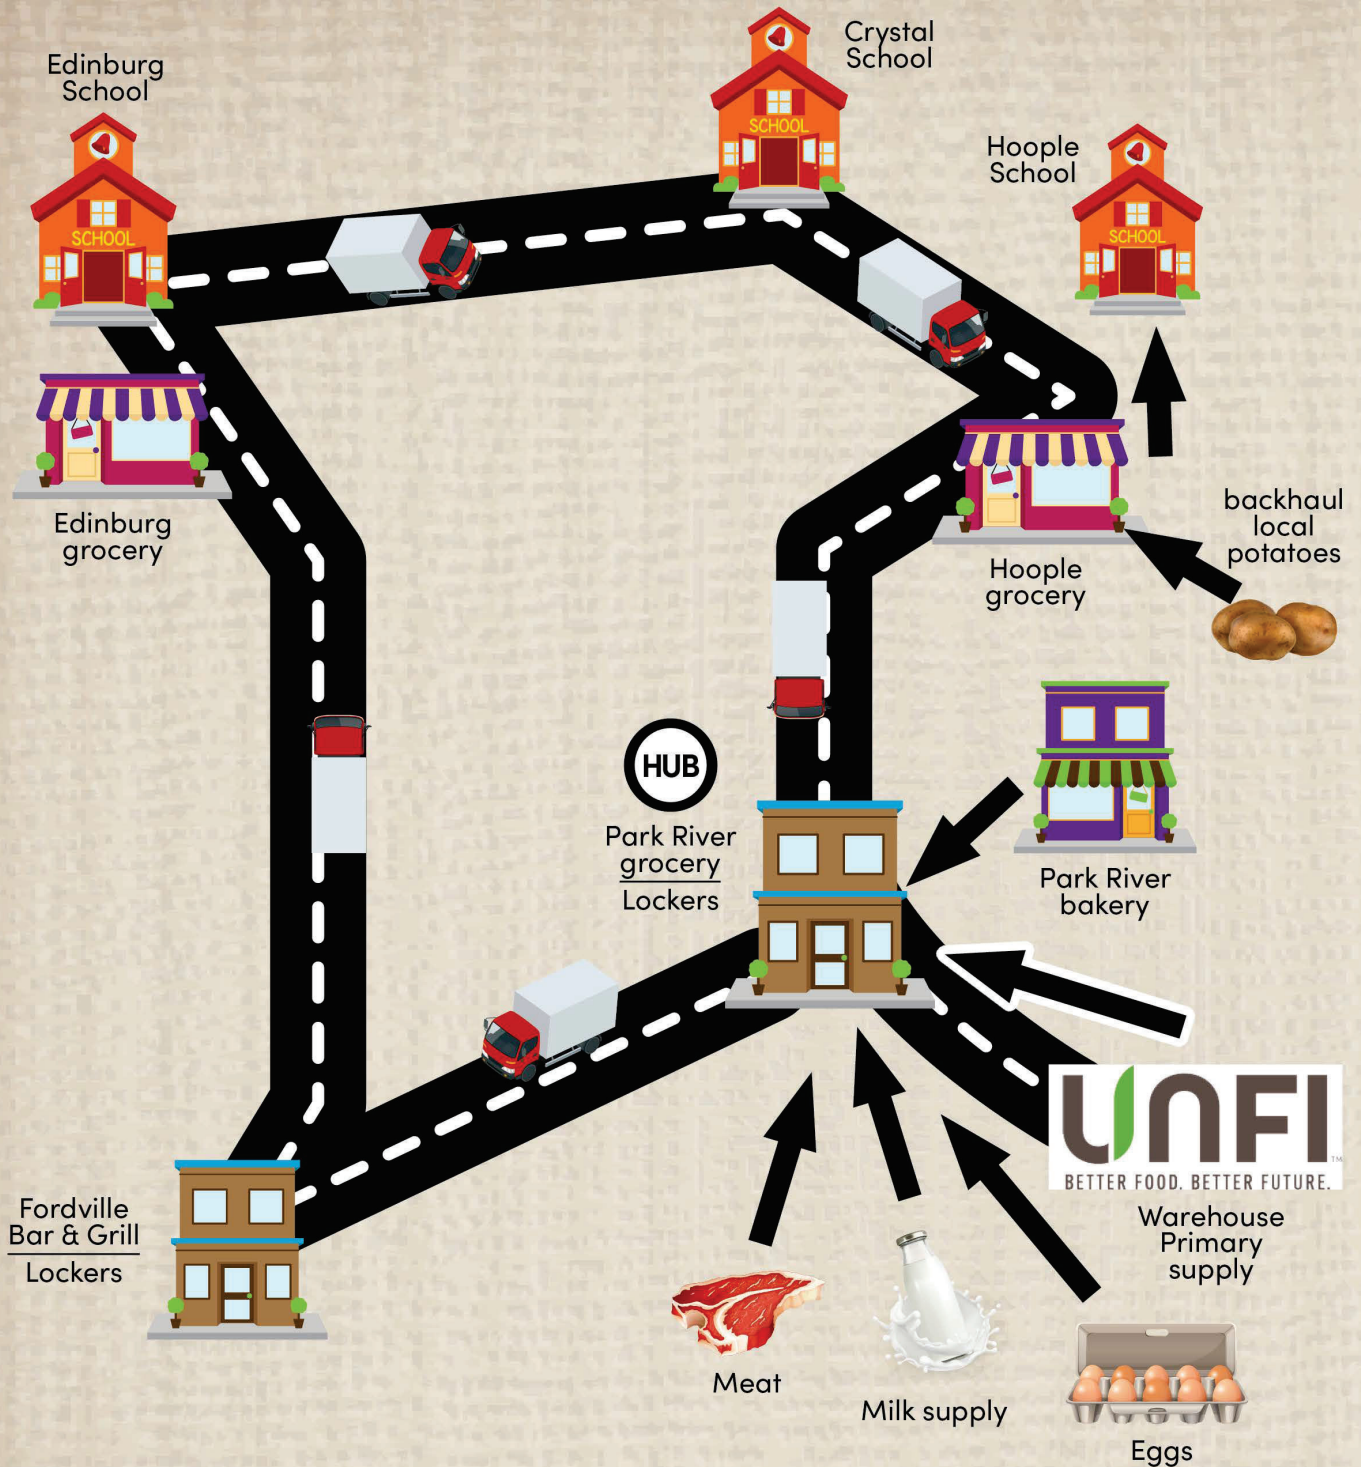 Edinburg
School
SCHOOL
Crystal
School
SCHOOL
Hoople
School
SCHOOL
Edinburg
grocery
backhaul
local
potatoes
Hoople
grocery
HUB
Park River
grocery
Lockers
Park River
bakery
UNFI™
BETTER FOOD. BETTER FUTURE.
Warehouse
Primary
supply
Fordville
Bar & Grill
Lockers
Meat
Milk supply
Eggs